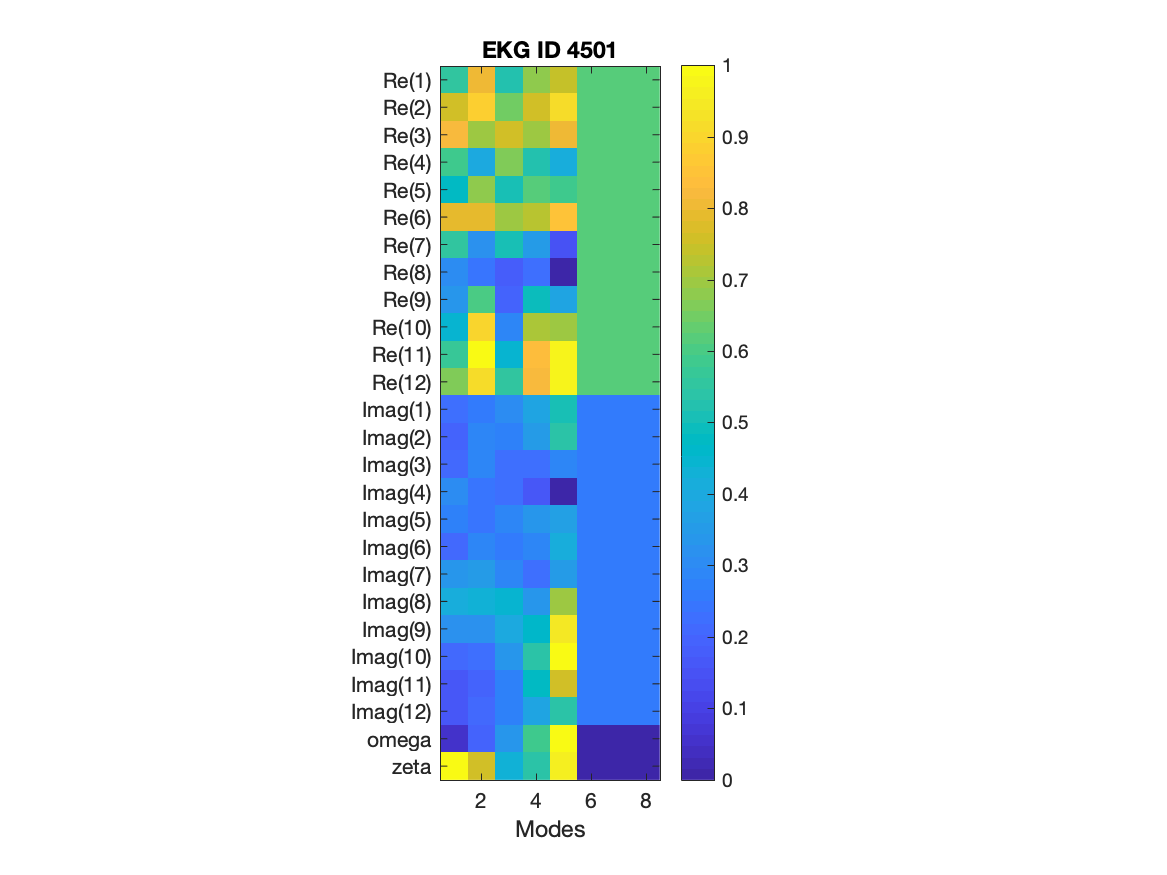 EKG ID 4501
Re(1)
Re(2)
Re(3)
Re(4)
Re(5)
Re(6)
Re(7)
Re(8)
Re(9)
Re(10)
Re(11)
Re(12)
Imag(1)
Imag(2)
Imag(3)
Imag(4)
Imag(5)
Imag(6)
Imag(7)
Imag(8)
Imag(9)
Imag(10)
Imag(11)
Imag(12)
omega
zeta
2 4 6 8
Modes
1
0.9
0.8
0.7
0.6
0.5
0.4
0.3
0.2
0.1
0